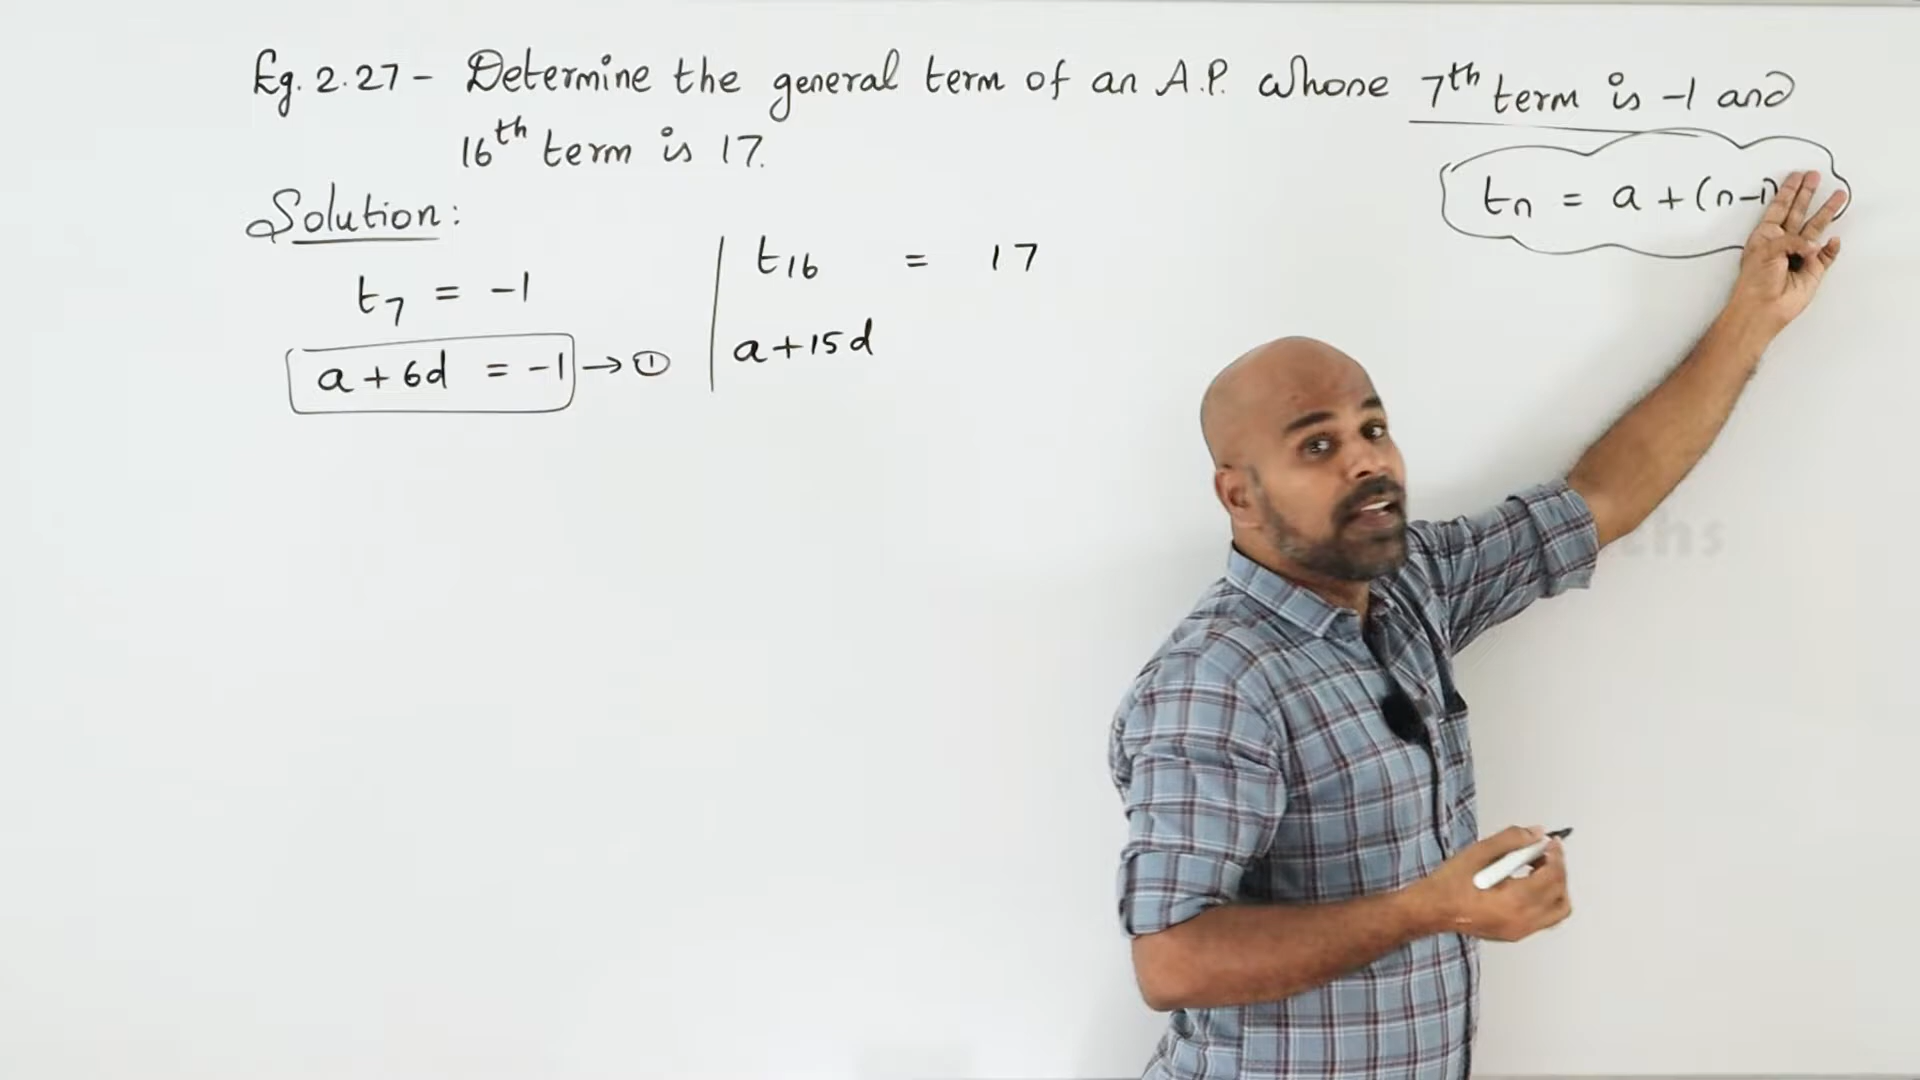 Eg. 2.27 - Determine the general term of an A.P. whose 7th term is -1 and
16th term is 17.
tn = a + (n-1)
Solution:
t7 = -1
a + 6d = -1 → ①
t16 = 17
a + 15d